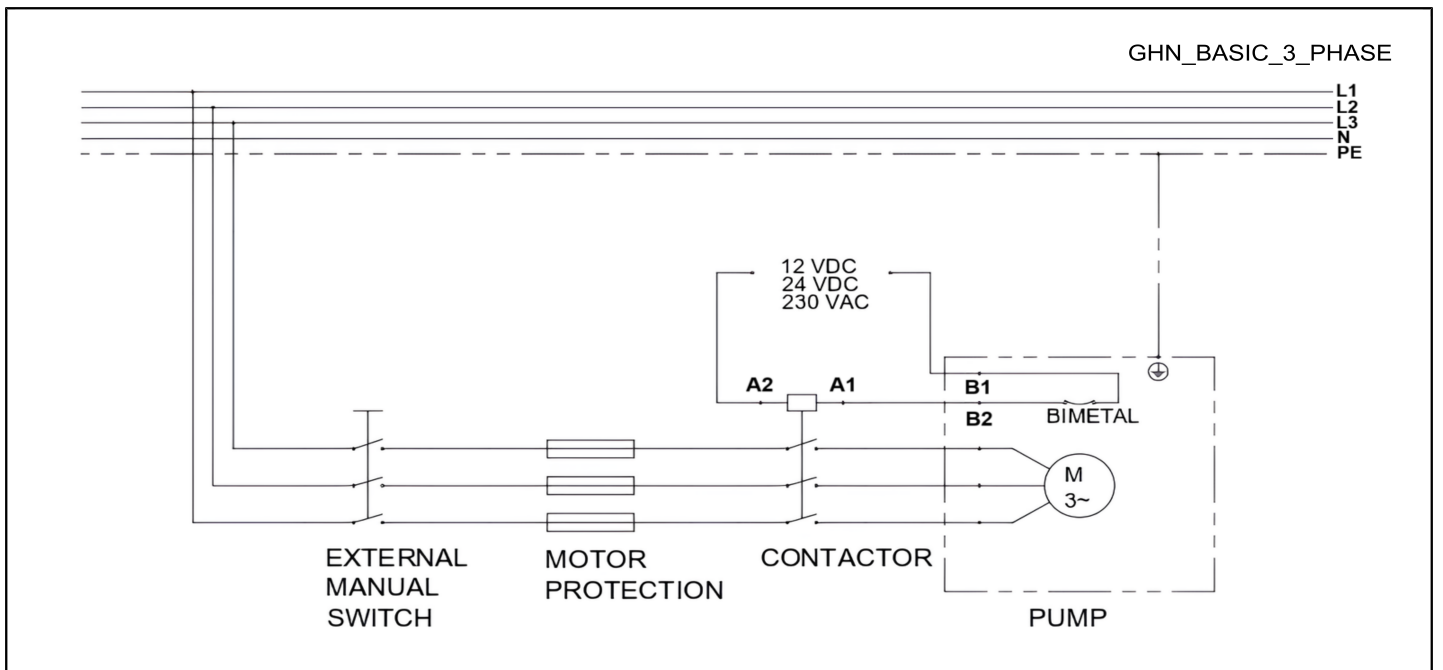 GHN_BASIC_3_PHASE
L1
L2
L3
N
PE
12 VDC
24 VDC
230 VAC
A2
A1
B1
B2
BIMETAL
M
3~
EXTERNAL
MANUAL
SWITCH
MOTOR
PROTECTION
CONTACTOR
PUMP